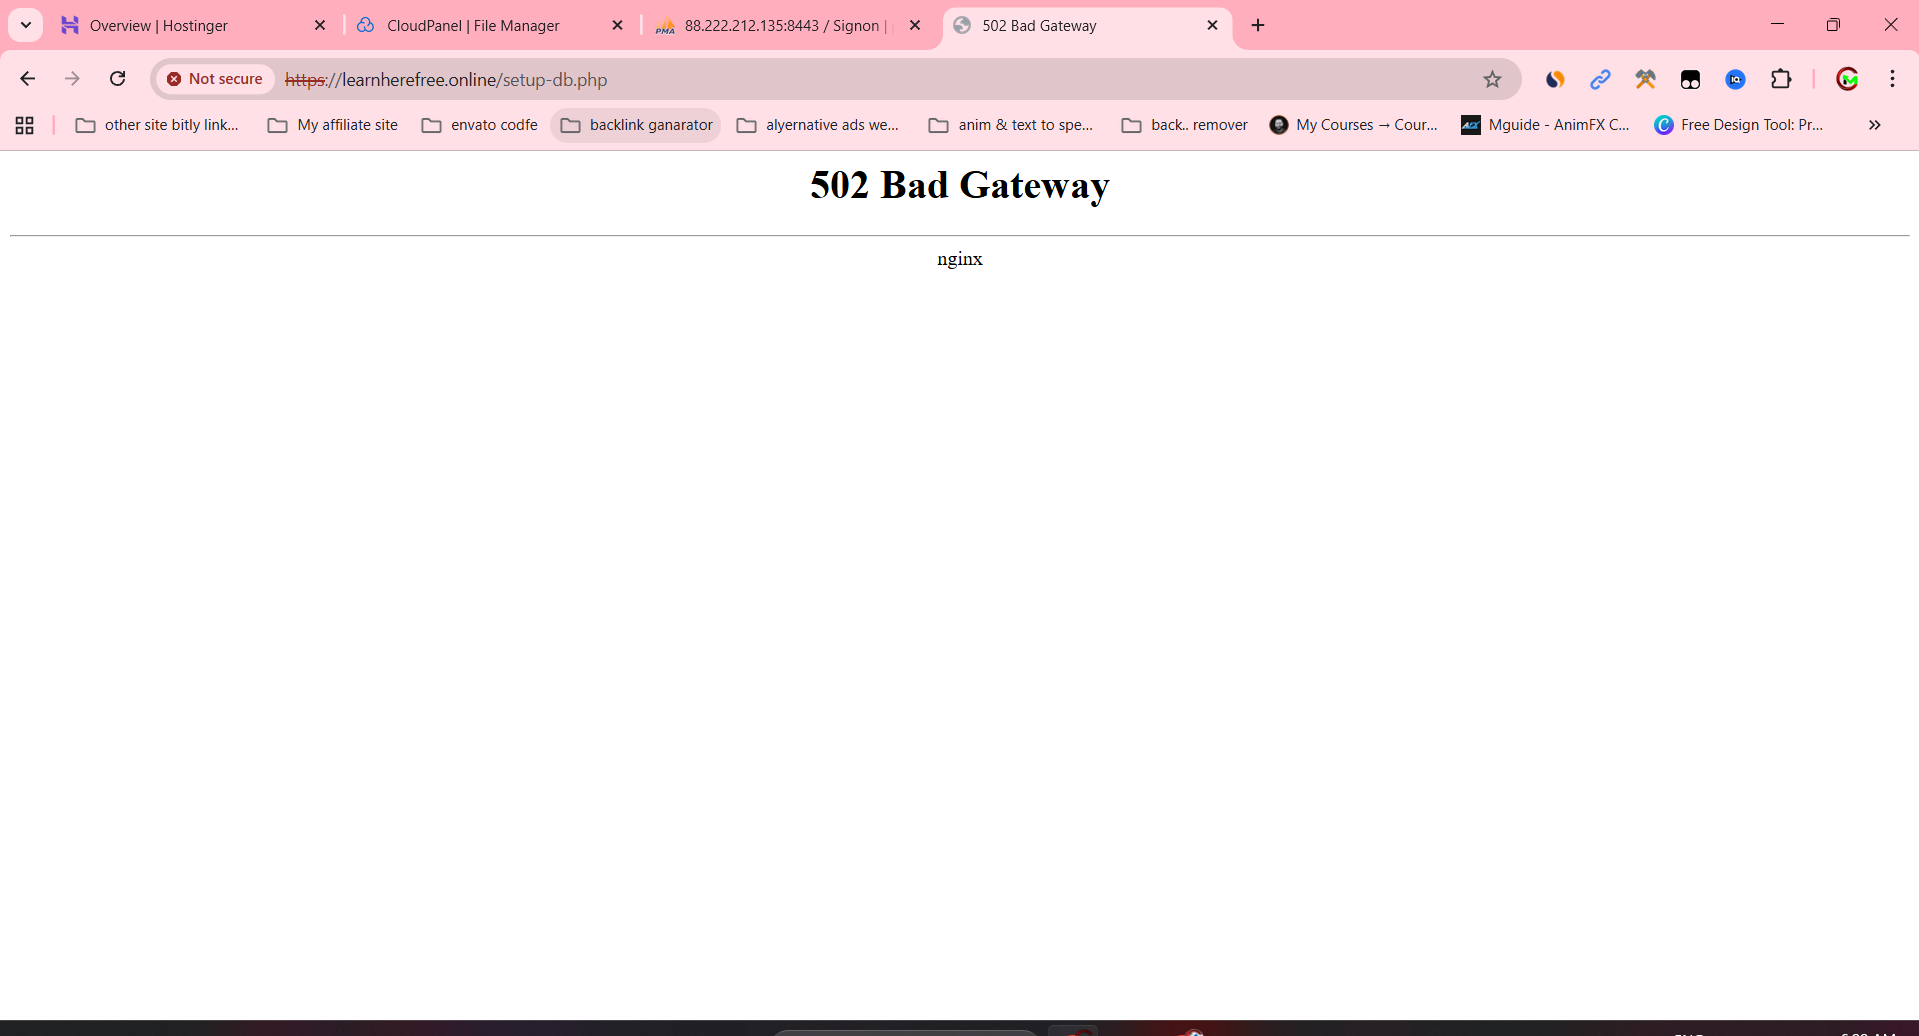 Overview | Hostinger
CloudPanel | File Manager
PMA
88.222.212.135:8443 / Signon |
502 Bad Gateway
Not secure
https://learnherefree.online/setup-db.php
other site bitly link...
My affiliate site
envato codfe
backlink ganarator
alyernative ads we...
anim & text to spe...
back.. remover
My Courses → Cour...
Mguide - AnimFX C...
Free Design Tool: Pr...
502 Bad Gateway
nginx